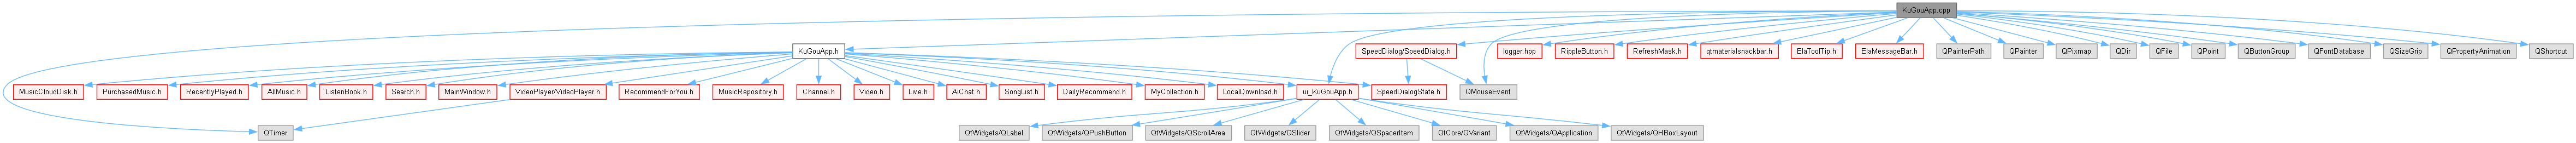 KuGouApp.cpp
KuGouApp.h
SpeedDialog/SpeedDialog.h
logger.hpp
RippleButton.h
RefreshMask.h
qtmaterialsnackbar.h
ElaToolTip.h
ElaMessageBar.h
QPainterPath
QPainter
QPixmap
QDir
QFile
QPoint
QButtonGroup
QFontDatabase
QSizeGrip
QPropertyAnimation
QShortcut
MusicCloudDisk.h
PurchasedMusic.h
RecentlyPlayed.h
AllMusic.h
ListenBook.h
Search.h
MainWindow.h
VideoPlayer/VideoPlayer.h
RecommendForYou.h
MusicRepository.h
Channel.h
Video.h
Live.h
AiChat.h
SongList.h
DailyRecommend.h
MyCollection.h
LocalDownload.h
ui_KuGouApp.h
SpeedDialogState.h
QMouseEvent
QTimer
QtWidgets/QLabel
QtWidgets/QPushButton
QtWidgets/QScrollArea
QtWidgets/QSlider
QtWidgets/QSpacerItem
QtCore/QVariant
QtWidgets/QApplication
QtWidgets/QHBoxLayout